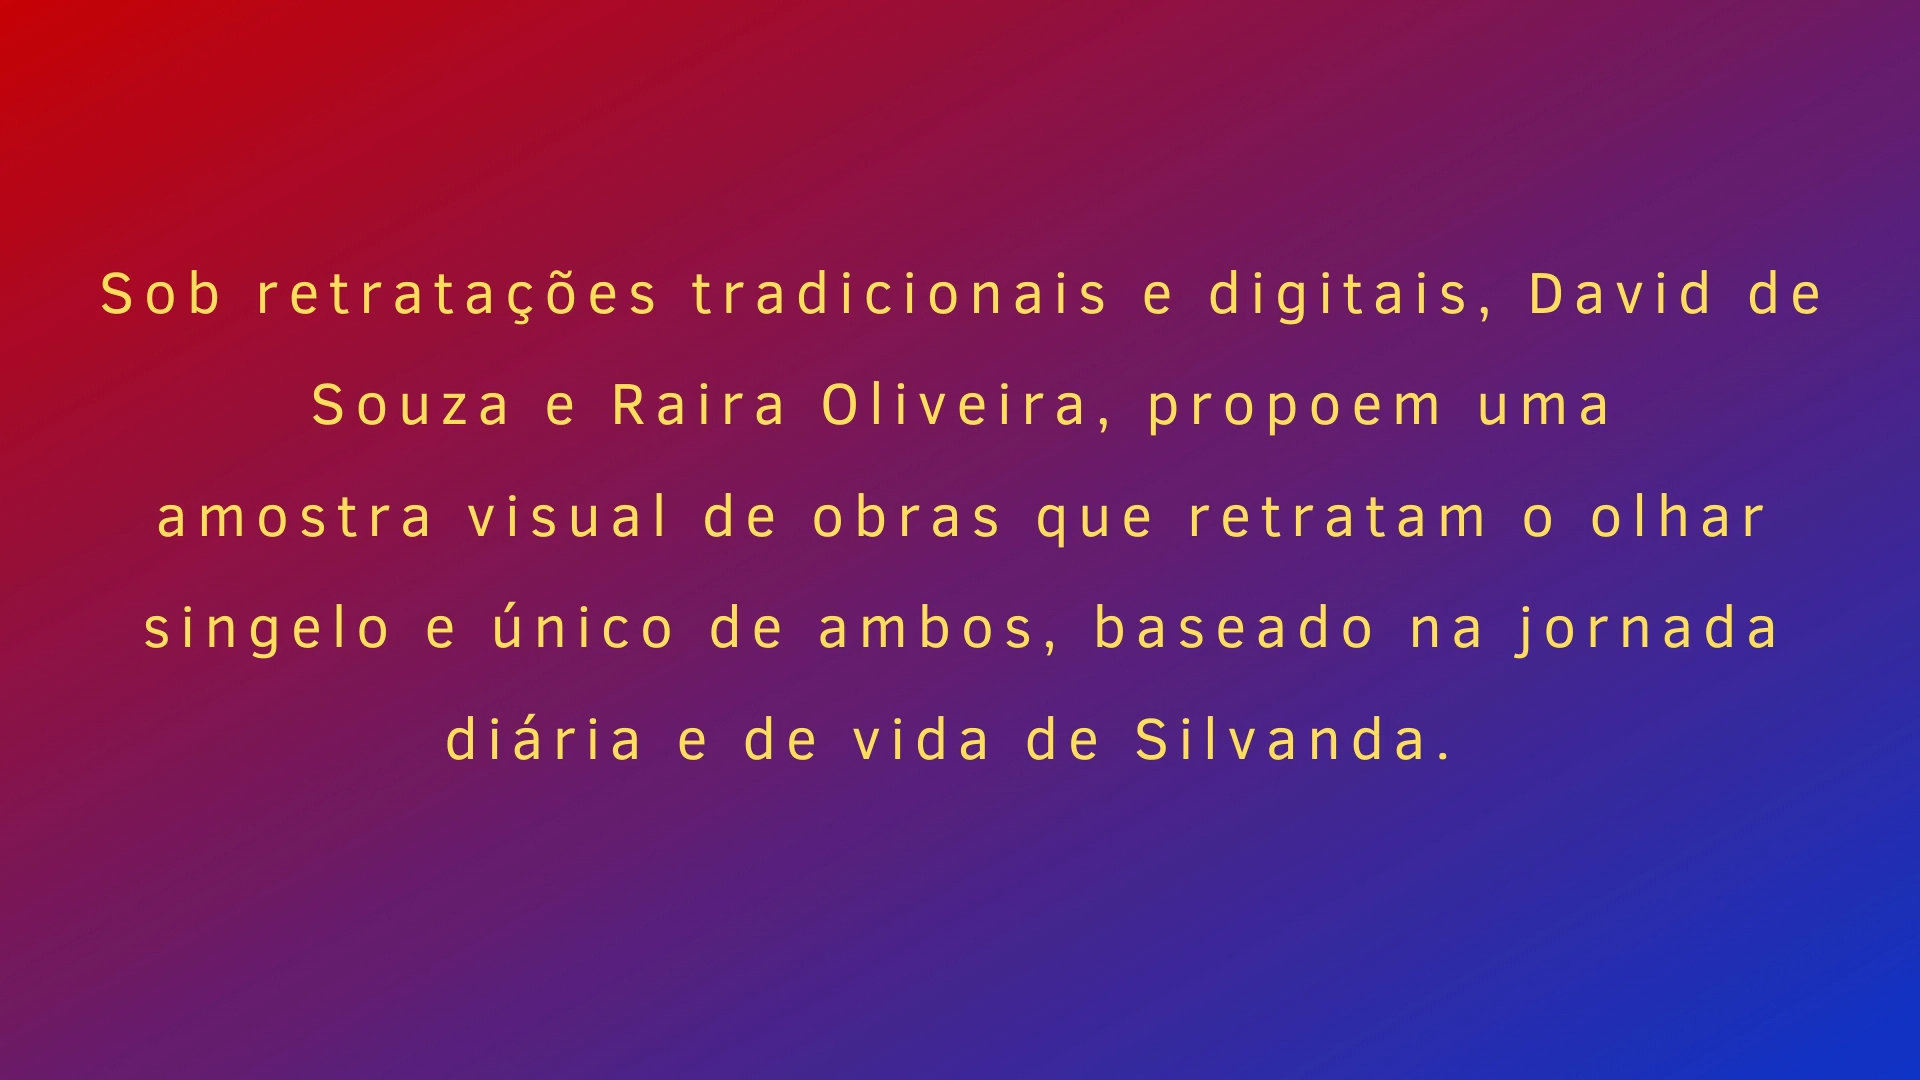 Sob retratações tradicionais e digitais, David de
Souza e Raira Oliveira, propoem uma
amostra visual de obras que retratam o olhar
singelo e único de ambos, baseado na jornada
diária e de vida de Silvanda.